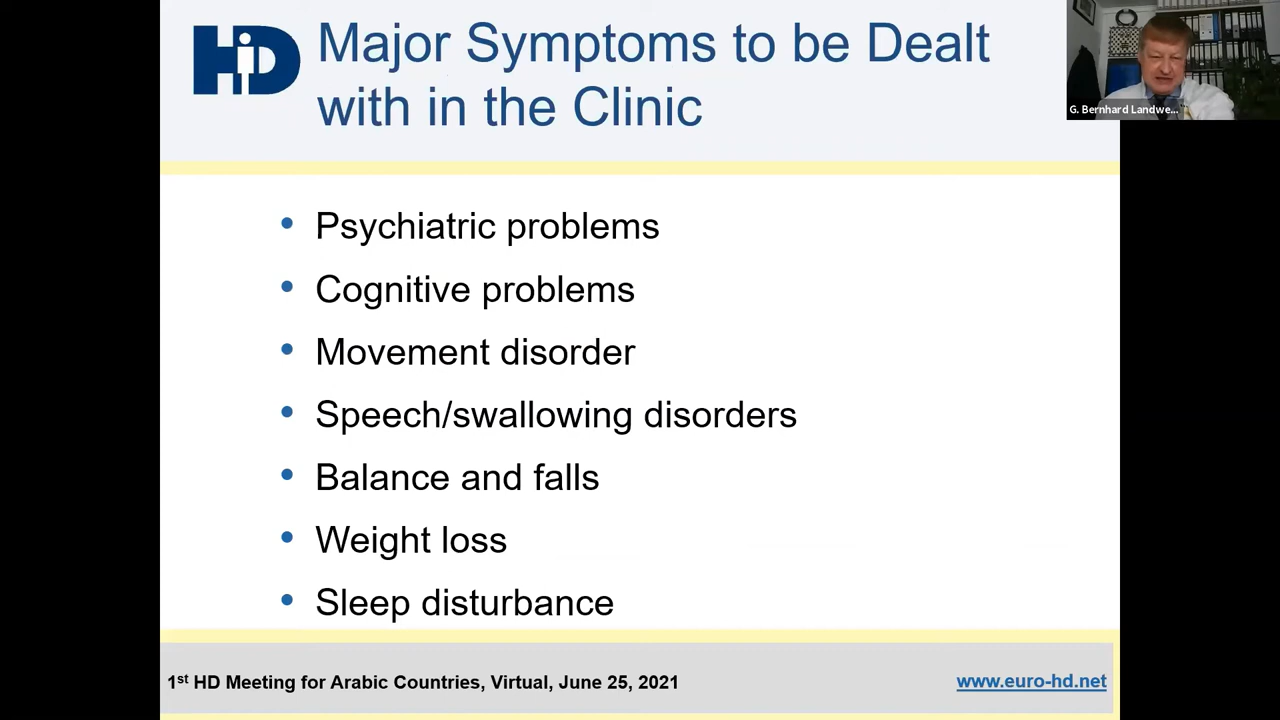 HD
Major Symptoms to be Dealt
with in the Clinic
G. Bernhard Landwe...
• Psychiatric problems
• Cognitive problems
• Movement disorder
• Speech/swallowing disorders
• Balance and falls
• Weight loss
• Sleep disturbance
1st HD Meeting for Arabic Countries, Virtual, June 25, 2021
www.euro-hd.net